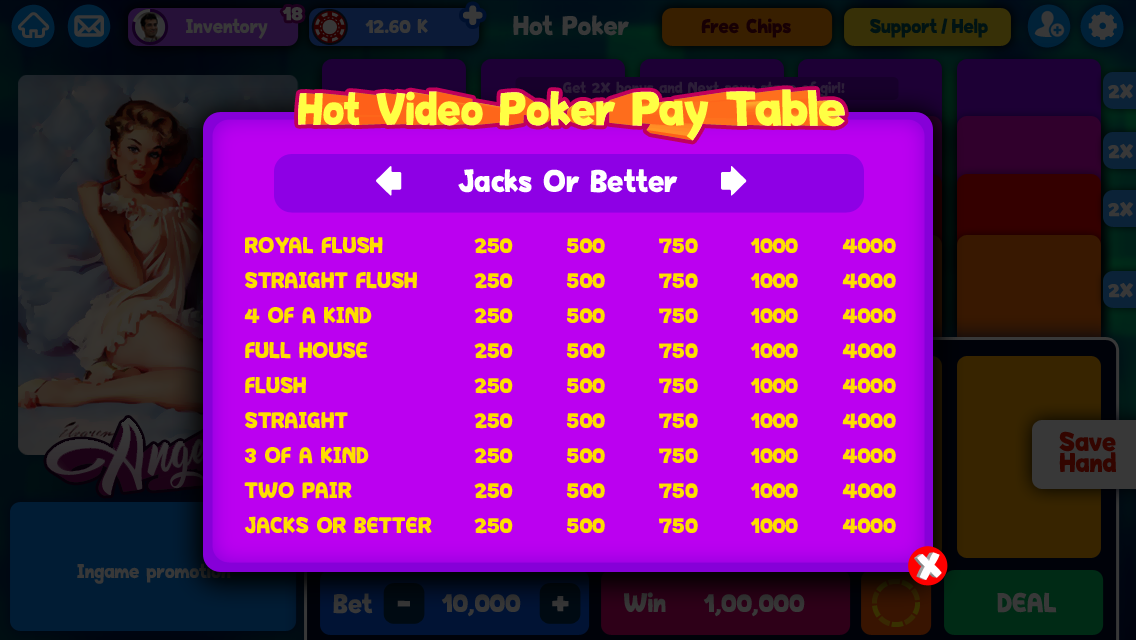 Inventory
18
12.60 K
Hot Poker
Free Chips
Support / Help
2X
2X
2X
2X
Hot Video Poker Pay Table
Jacks Or Better
ROYAL FLUSH 250 500 750 1000 4000
STRAIGHT FLUSH 250 500 750 1000 4000
4 OF A KIND 250 500 750 1000 4000
FULL HOUSE 250 500 750 1000 4000
FLUSH 250 500 750 1000 4000
STRAIGHT 250 500 750 1000 4000
3 OF A KIND 250 500 750 1000 4000
TWO PAIR 250 500 750 1000 4000
JACKS OR BETTER 250 500 750 1000 4000
Save
Hand
Ingame promotion
Bet - 10,000 +
Win 1,00,000
DEAL